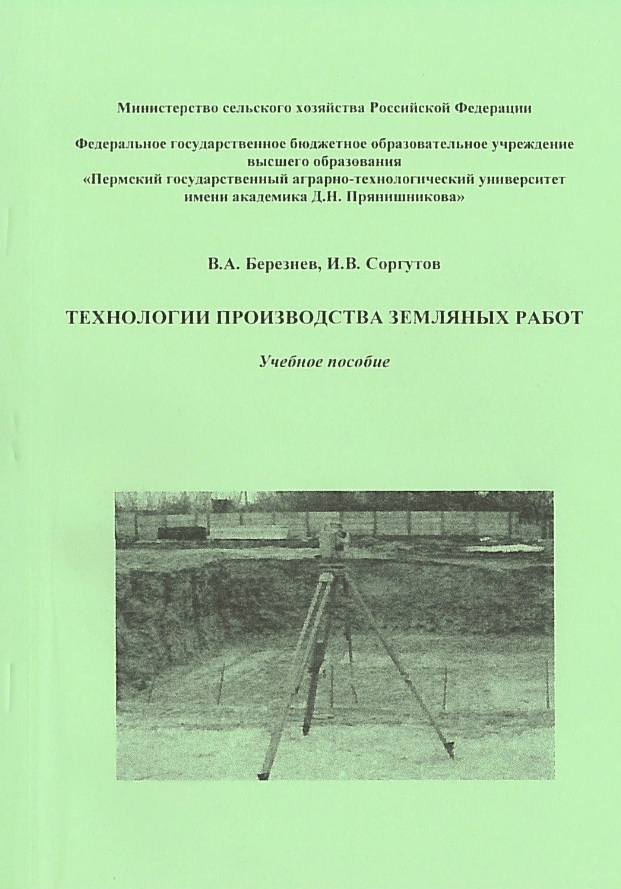 Министерство сельского хозяйства Российской Федерации
Федеральное государственное бюджетное образовательное учреждение
высшего образования
«Пермский государственный аграрно-технологический университет
имени академика Д.Н. Прянишникова»
В.А. Березнев, И.В. Соргутов
ТЕХНОЛОГИИ ПРОИЗВОДСТВА ЗЕМЛЯНЫХ РАБОТ
Учебное пособие